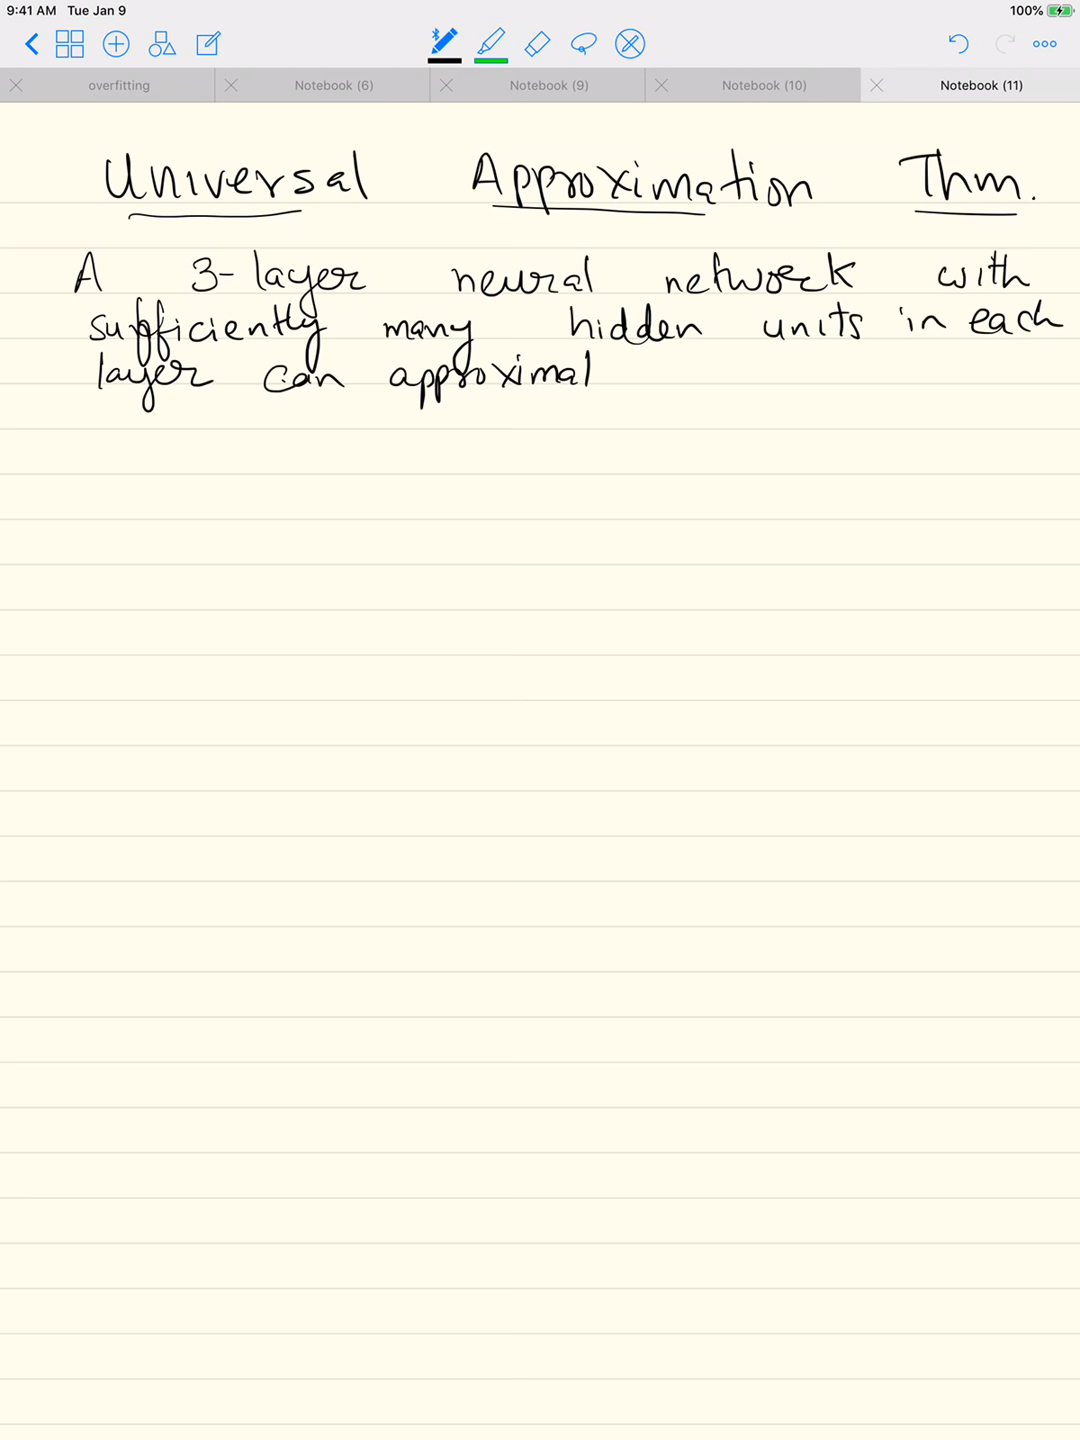 9:41 AM Tue Jan 9 100%
overfitting Notebook (6) Notebook (9) Notebook (10) Notebook (11)
Universal Approximation Thm.
A 3-layer neural network with
sufficiently many hidden units in each
layer can approximal